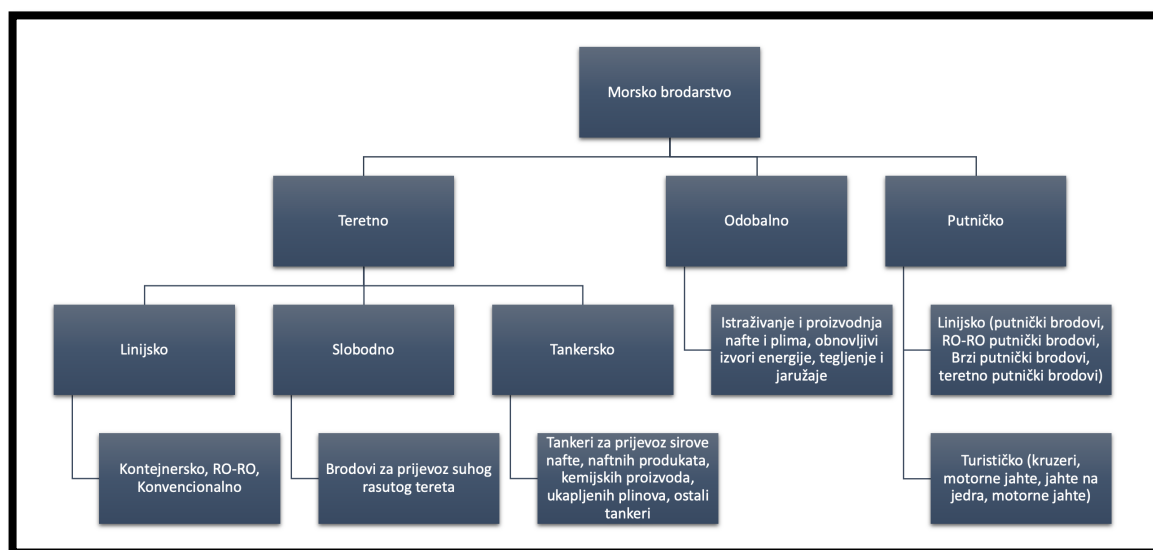 Morsko brodarstvo
Teretno
Odobalno
Putničko
Linijsko
Slobodno
Tankersko
Istraživanje i proizvodnja
nafte i plima, obnovljivi
izvori energije, tegljenje i
jaružaje
Linijsko (putnički brodovi,
RO-RO putnički brodovi,
Brzi putnički brodovi,
teretno putnički brodovi)
Kontejnersko, RO-RO,
Konvencionalno
Brodovi za prijevoz suhog
rasutog tereta
Tankeri za prijevoz sirove
nafte, naftnih produkata,
kemijskih proizvoda,
ukapljenih plinova, ostali
tankeri
Turističko (kruzeri,
motorne jahte, jahte na
jedra, motorne jahte)